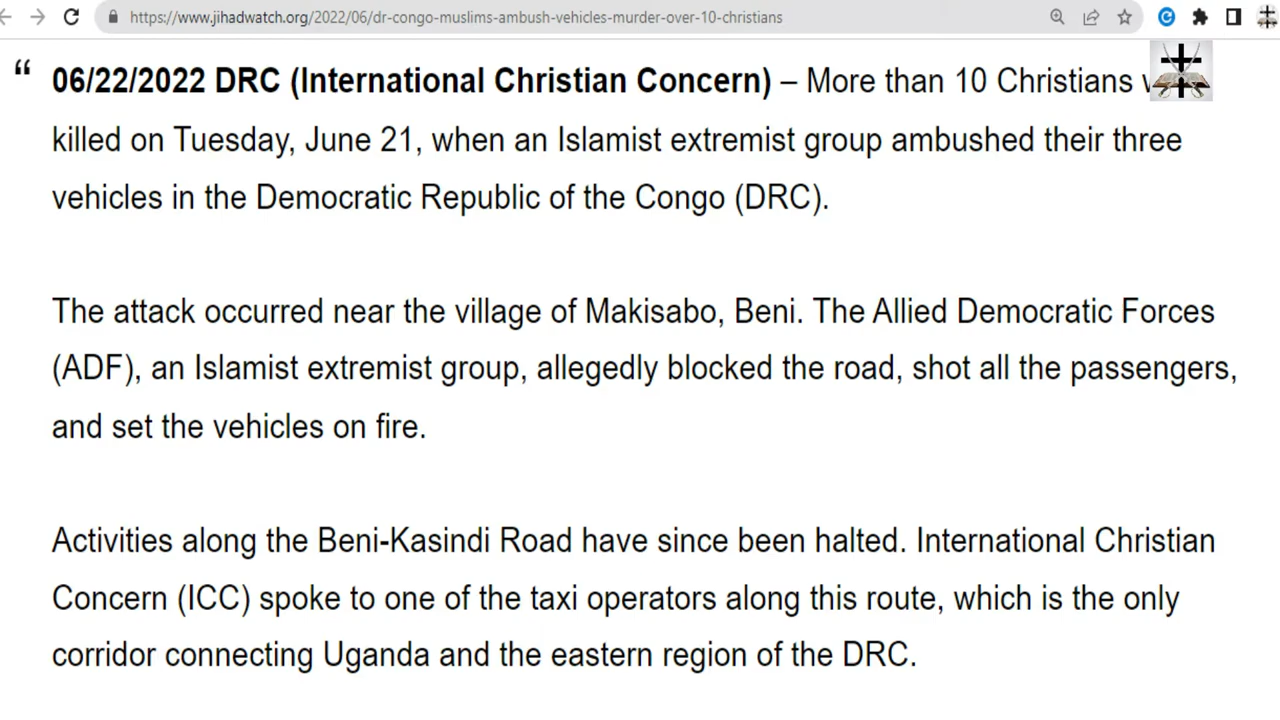 https://www.jihadwatch.org/2022/06/dr-congo-muslims-ambush-vehicles-murder-over-10-christians
“ 06/22/2022 DRC (International Christian Concern) – More than 10 Christians
killed on Tuesday, June 21, when an Islamist extremist group ambushed their three
vehicles in the Democratic Republic of the Congo (DRC).
The attack occurred near the village of Makisabo, Beni. The Allied Democratic Forces
(ADF), an Islamist extremist group, allegedly blocked the road, shot all the passengers,
and set the vehicles on fire.
Activities along the Beni-Kasindi Road have since been halted. International Christian
Concern (ICC) spoke to one of the taxi operators along this route, which is the only
corridor connecting Uganda and the eastern region of the DRC.